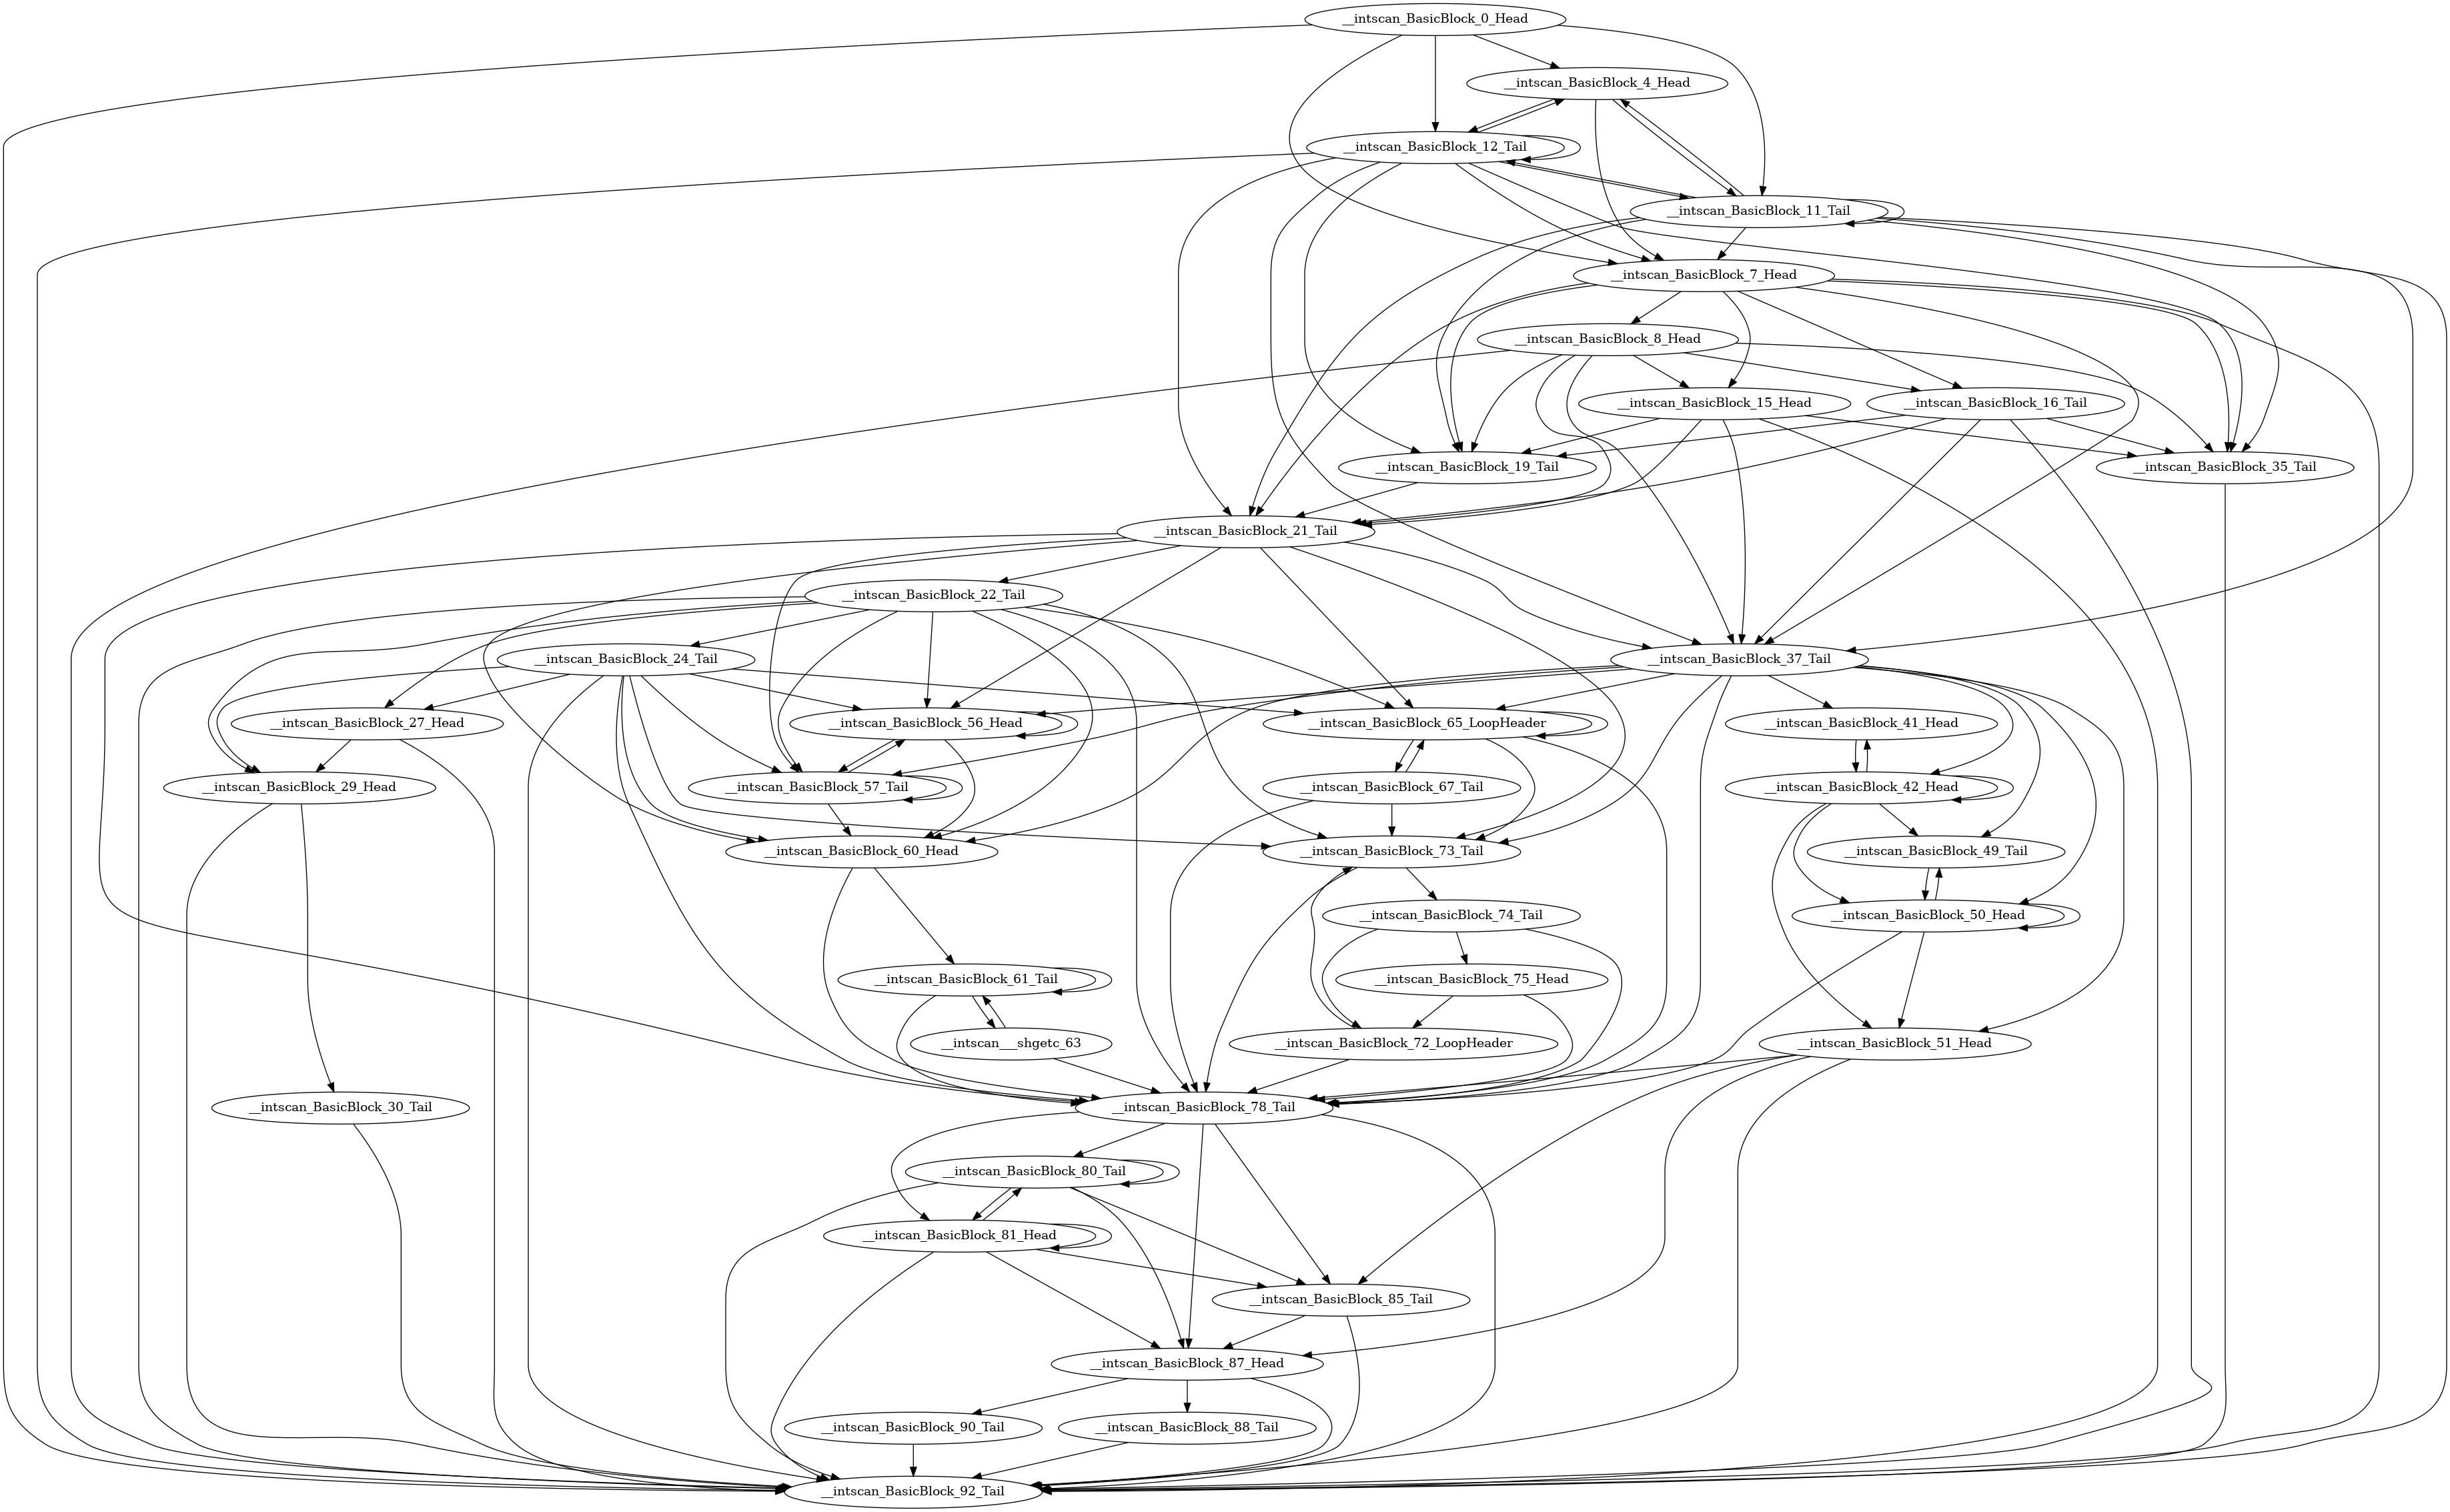 __intscan_BasicBlock_0_Head
__intscan_BasicBlock_4_Head
__intscan_BasicBlock_12_Tail
__intscan_BasicBlock_11_Tail
__intscan_BasicBlock_7_Head
__intscan_BasicBlock_8_Head
__intscan_BasicBlock_15_Head
__intscan_BasicBlock_16_Tail
__intscan_BasicBlock_19_Tail
__intscan_BasicBlock_35_Tail
__intscan_BasicBlock_21_Tail
__intscan_BasicBlock_22_Tail
__intscan_BasicBlock_24_Tail
__intscan_BasicBlock_37_Tail
__intscan_BasicBlock_27_Head
__intscan_BasicBlock_56_Head
__intscan_BasicBlock_65_LoopHeader
__intscan_BasicBlock_41_Head
__intscan_BasicBlock_29_Head
__intscan_BasicBlock_57_Tail
__intscan_BasicBlock_67_Tail
__intscan_BasicBlock_42_Head
__intscan_BasicBlock_60_Head
__intscan_BasicBlock_73_Tail
__intscan_BasicBlock_49_Tail
__intscan_BasicBlock_74_Tail
__intscan_BasicBlock_50_Head
__intscan_BasicBlock_61_Tail
__intscan_BasicBlock_75_Head
__intscan___shgetc_63
__intscan_BasicBlock_72_LoopHeader
__intscan_BasicBlock_51_Head
__intscan_BasicBlock_30_Tail
__intscan_BasicBlock_78_Tail
__intscan_BasicBlock_80_Tail
__intscan_BasicBlock_81_Head
__intscan_BasicBlock_85_Tail
__intscan_BasicBlock_87_Head
__intscan_BasicBlock_90_Tail
__intscan_BasicBlock_88_Tail
__intscan_BasicBlock_92_Tail